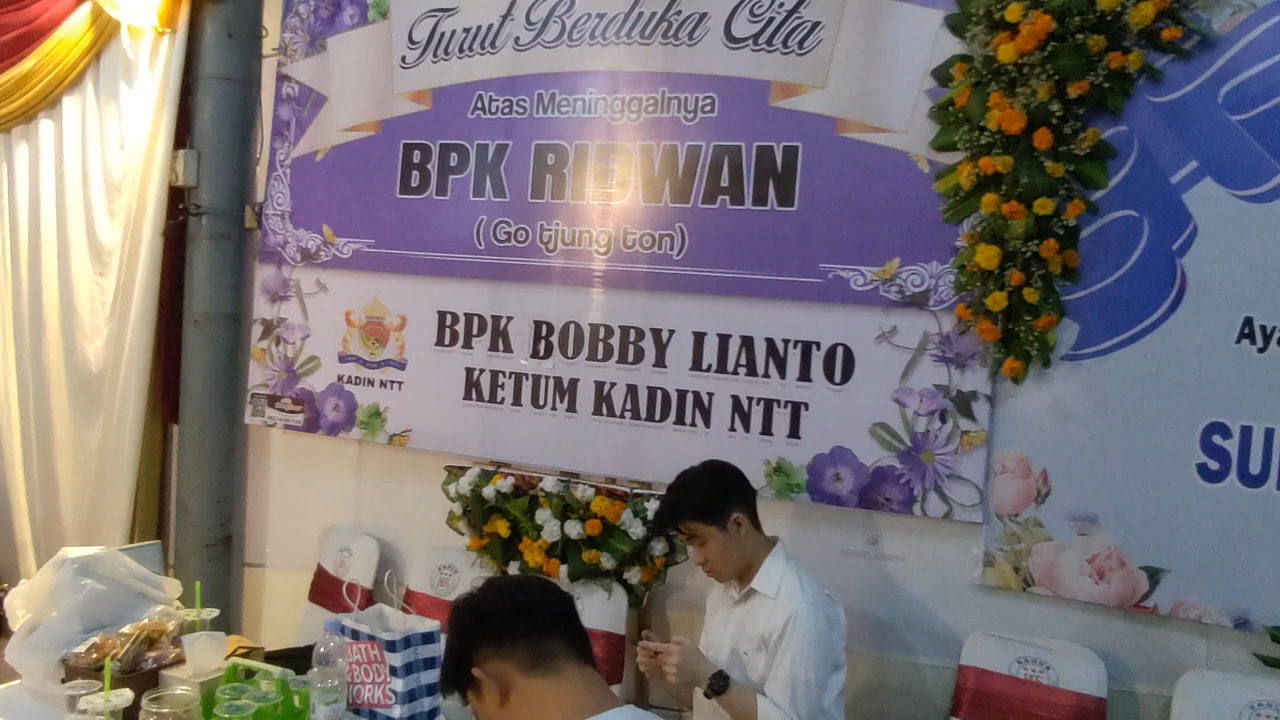 Turut Berduka Cita
Atas Meninggalnya
BPK RIDWAN
( Go tjung ton)
KADIN NTT
BPK BOBBY LIANTO
KETUM KADIN NTT
Aya
SU
BATH
BODY
WORKS